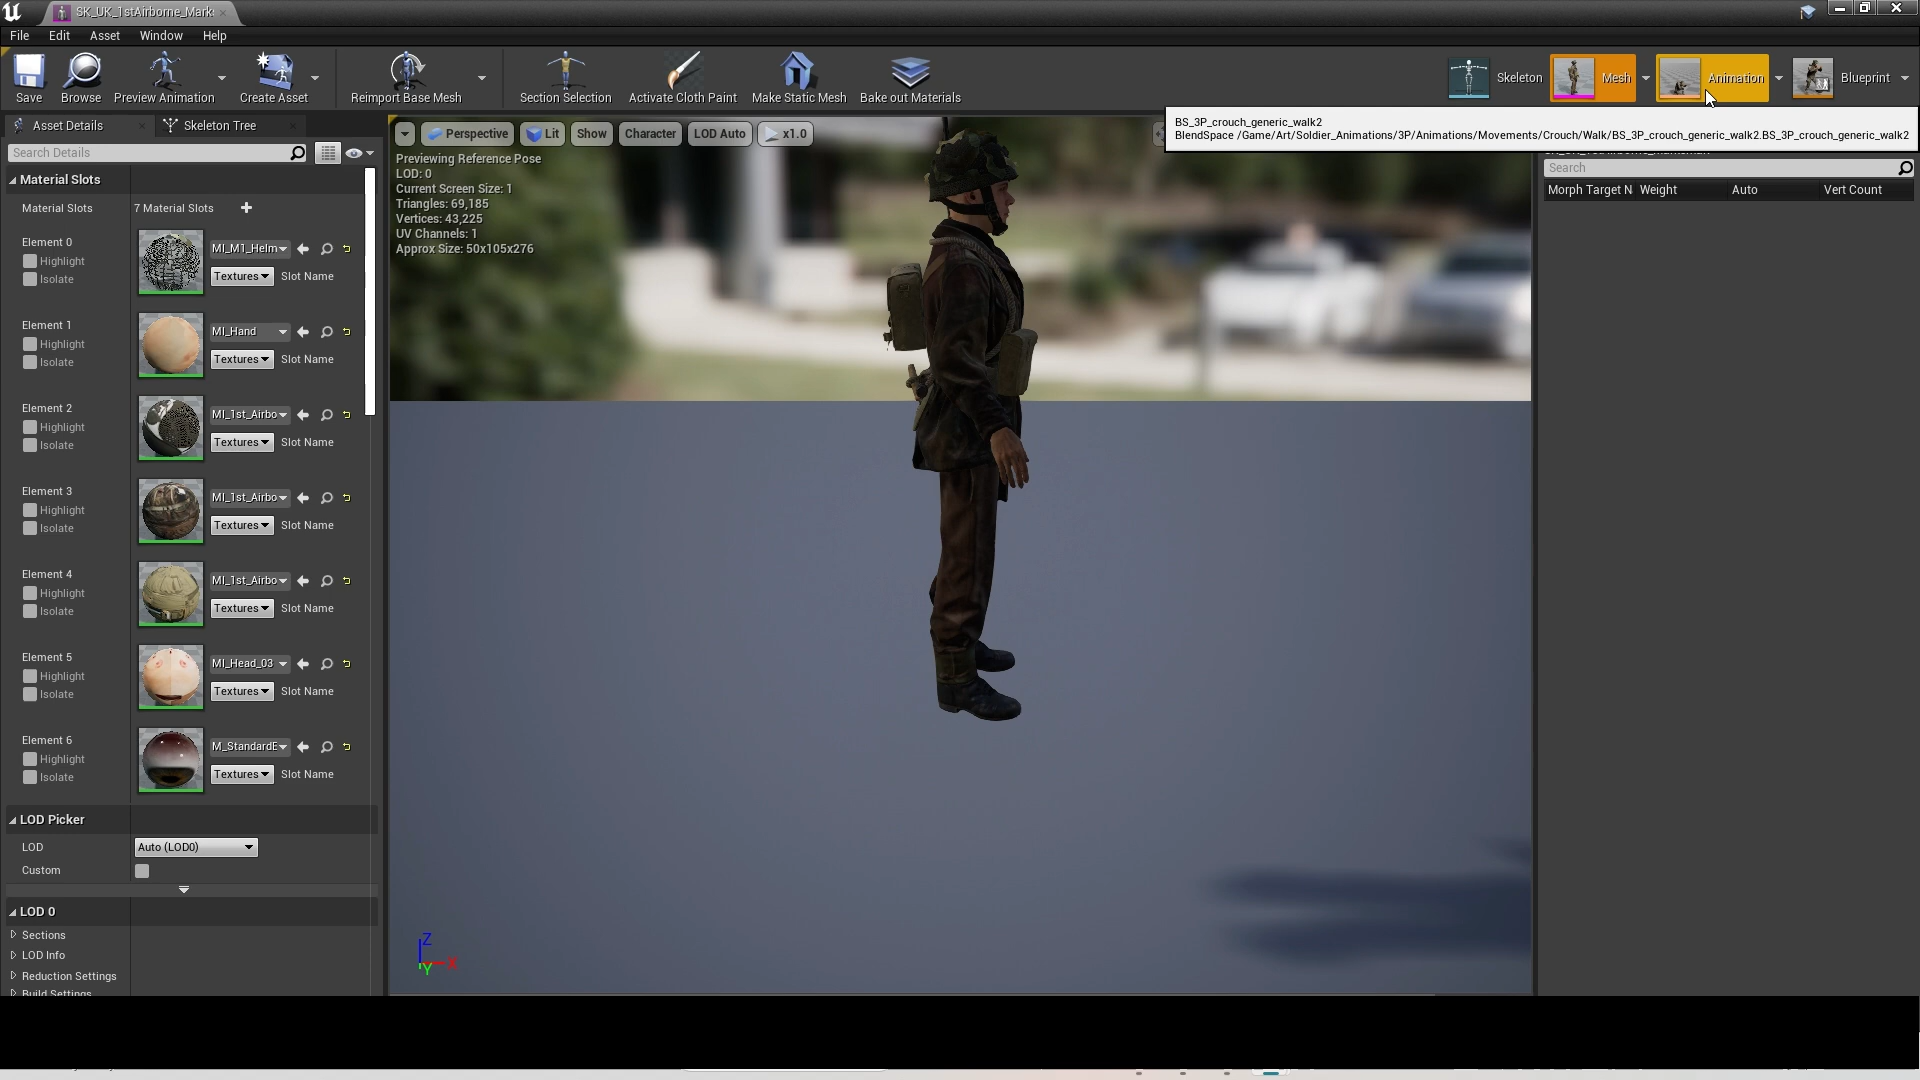 SK_UK_1stAirborne_Mark
File Edit Asset Window Help
Save Browse Preview Animation Create Asset Reimport Base Mesh Section Selection Activate Cloth Paint Make Static Mesh Bake out Materials Skeleton Mesh Animation Blueprint
BS_3P_crouch_generic_walk2
BlendSpace /Game/Art/Soldier_Animations/3P/Animations/Movements/Crouch/Walk/BS_3P_crouch_generic_walk2.BS_3P_crouch_generic_walk2
Asset Details Skeleton Tree
Search Details
Perspective Lit Show Character LOD Auto x1.0
Previewing Reference Pose
LOD: 0
Current Screen Size: 1
Triangles: 69,185
Vertices: 43,225
UV Channels: 1
Approx Size: 50x105x276
Search
Morph Target N Weight Auto Vert Count
Material Slots
Material Slots 7 Material Slots
Element 0 MI_M1_Helm
Highlight
Isolate Textures Slot Name
Element 1 MI_Hand
Highlight
Isolate Textures Slot Name
Element 2 MI_1st_Airbo
Highlight
Isolate Textures Slot Name
Element 3 MI_1st_Airbo
Highlight
Isolate Textures Slot Name
Element 4 MI_1st_Airbo
Highlight
Isolate Textures Slot Name
Element 5 MI_Head_03
Highlight
Isolate Textures Slot Name
Element 6 M_StandardE
Highlight
Isolate Textures Slot Name
LOD Picker
LOD Auto (LOD0)
Custom
LOD 0
Sections
LOD Info
Reduction Settings
Build Settings
Z
X
Y